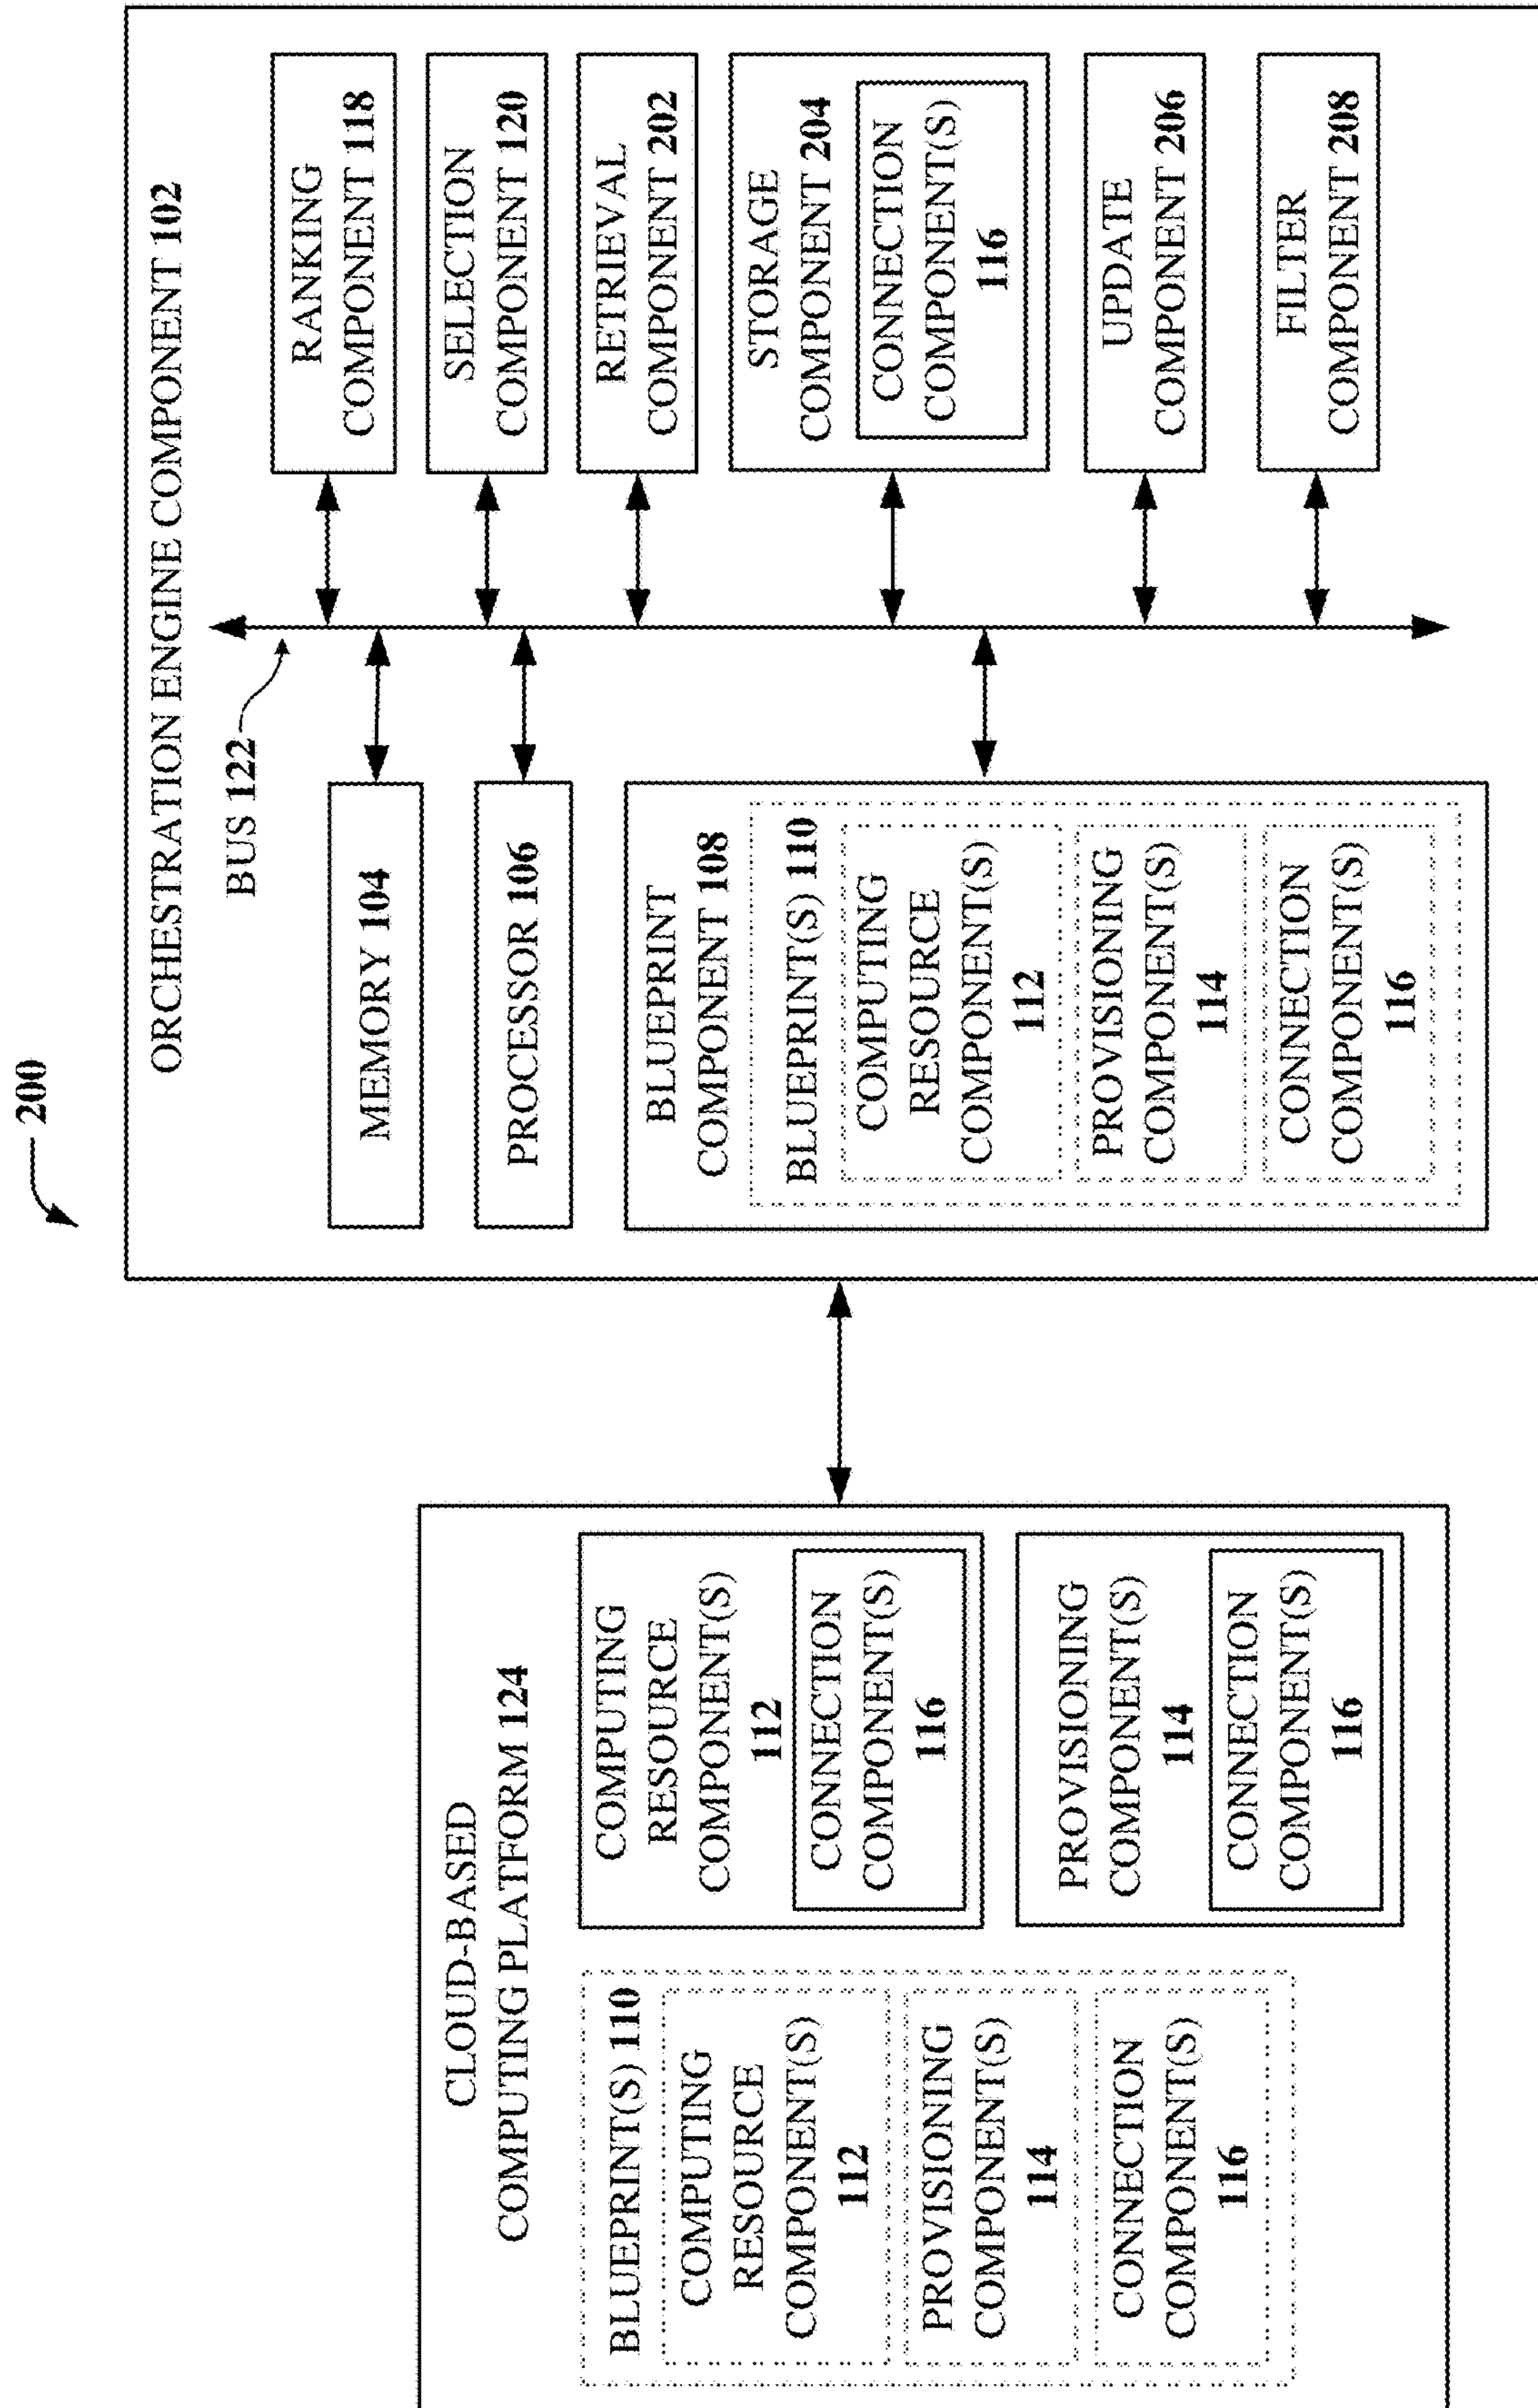 200
CLOUD-BASED
COMPUTING PLATFORM 124
BLUEPRINT(S) 110
COMPUTING
RESOURCE
COMPONENT(S)
112
PROVISIONING
COMPONENT(S)
114
CONNECTION
COMPONENT(S)
116
COMPUTING
RESOURCE
COMPONENT(S)
112
CONNECTION
COMPONENT(S)
116
PROVISIONING
COMPONENT(S)
114
CONNECTION
COMPONENT(S)
116
ORCHESTRATION ENGINE COMPONENT 102
BUS 122
MEMORY 104
PROCESSOR 106
BLUEPRINT
COMPONENT 108
BLUEPRINT(S) 110
COMPUTING
RESOURCE
COMPONENT(S)
112
PROVISIONING
COMPONENT(S)
114
CONNECTION
COMPONENT(S)
116
RANKING
COMPONENT 118
SELECTION
COMPONENT 120
RETRIEVAL
COMPONENT 202
STORAGE
COMPONENT 204
CONNECTION
COMPONENT(S)
116
UPDATE
COMPONENT 206
FILTER
COMPONENT 208